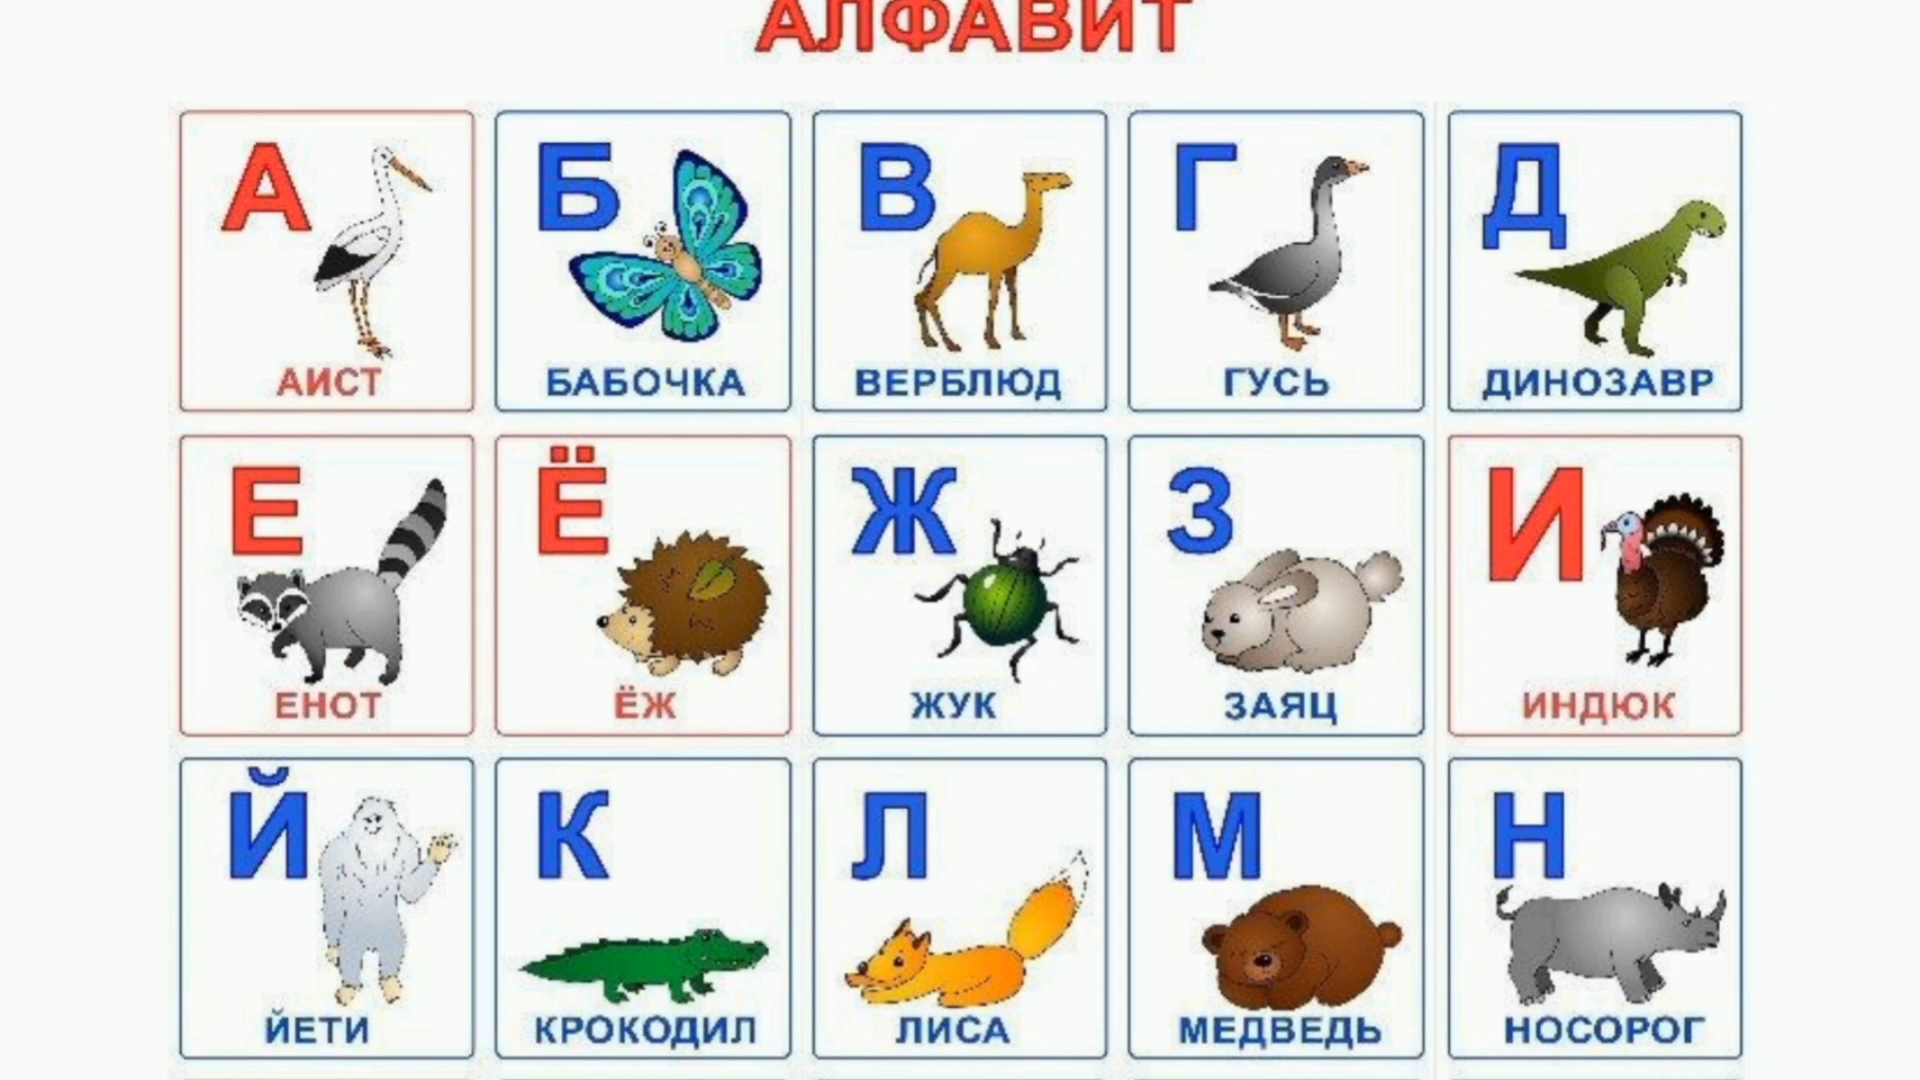 АЛФАВИТ
А Б В Г Д
АИСТ БАБОЧКА ВЕРБЛЮД ГУСЬ ДИНОЗАВР
Е Ё Ж З И
ЕНОТ ЁЖ ЖУК ЗАЯЦ ИНДЮК
Й К Л М Н
ЙЕТИ КРОКОДИЛ ЛИСА МЕДВЕДЬ НОСОРОГ